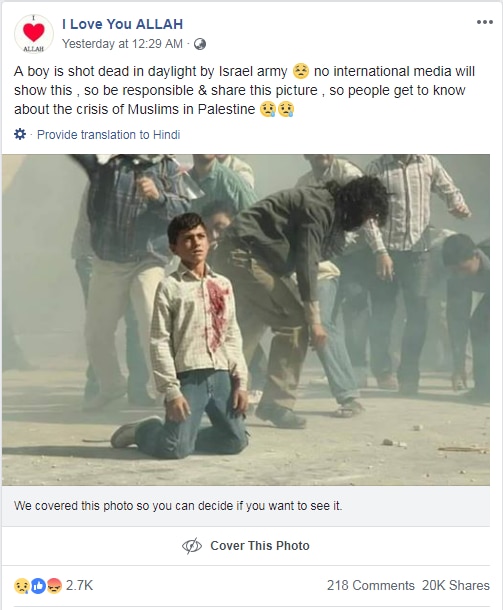 I
ALLAH
I Love You ALLAH
Yesterday at 12:29 AM ·
A boy is shot dead in daylight by Israel army 😥 no international media will
show this , so be responsible & share this picture , so people get to know
about the crisis of Muslims in Palestine 😢😢
· Provide translation to Hindi
We covered this photo so you can decide if you want to see it.
Cover This Photo
2.7K
218 Comments 20K Shares